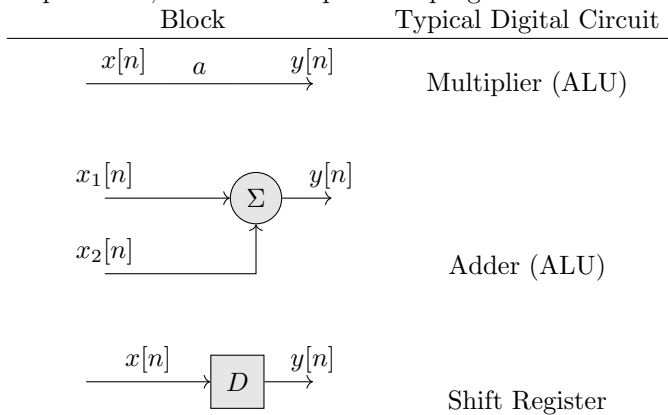 Block Typical Digital Circuit
x[n] a y[n]
Multiplier (ALU)
x₁[n] Σ y[n]
x₂[n]
Adder (ALU)
x[n] D y[n]
Shift Register